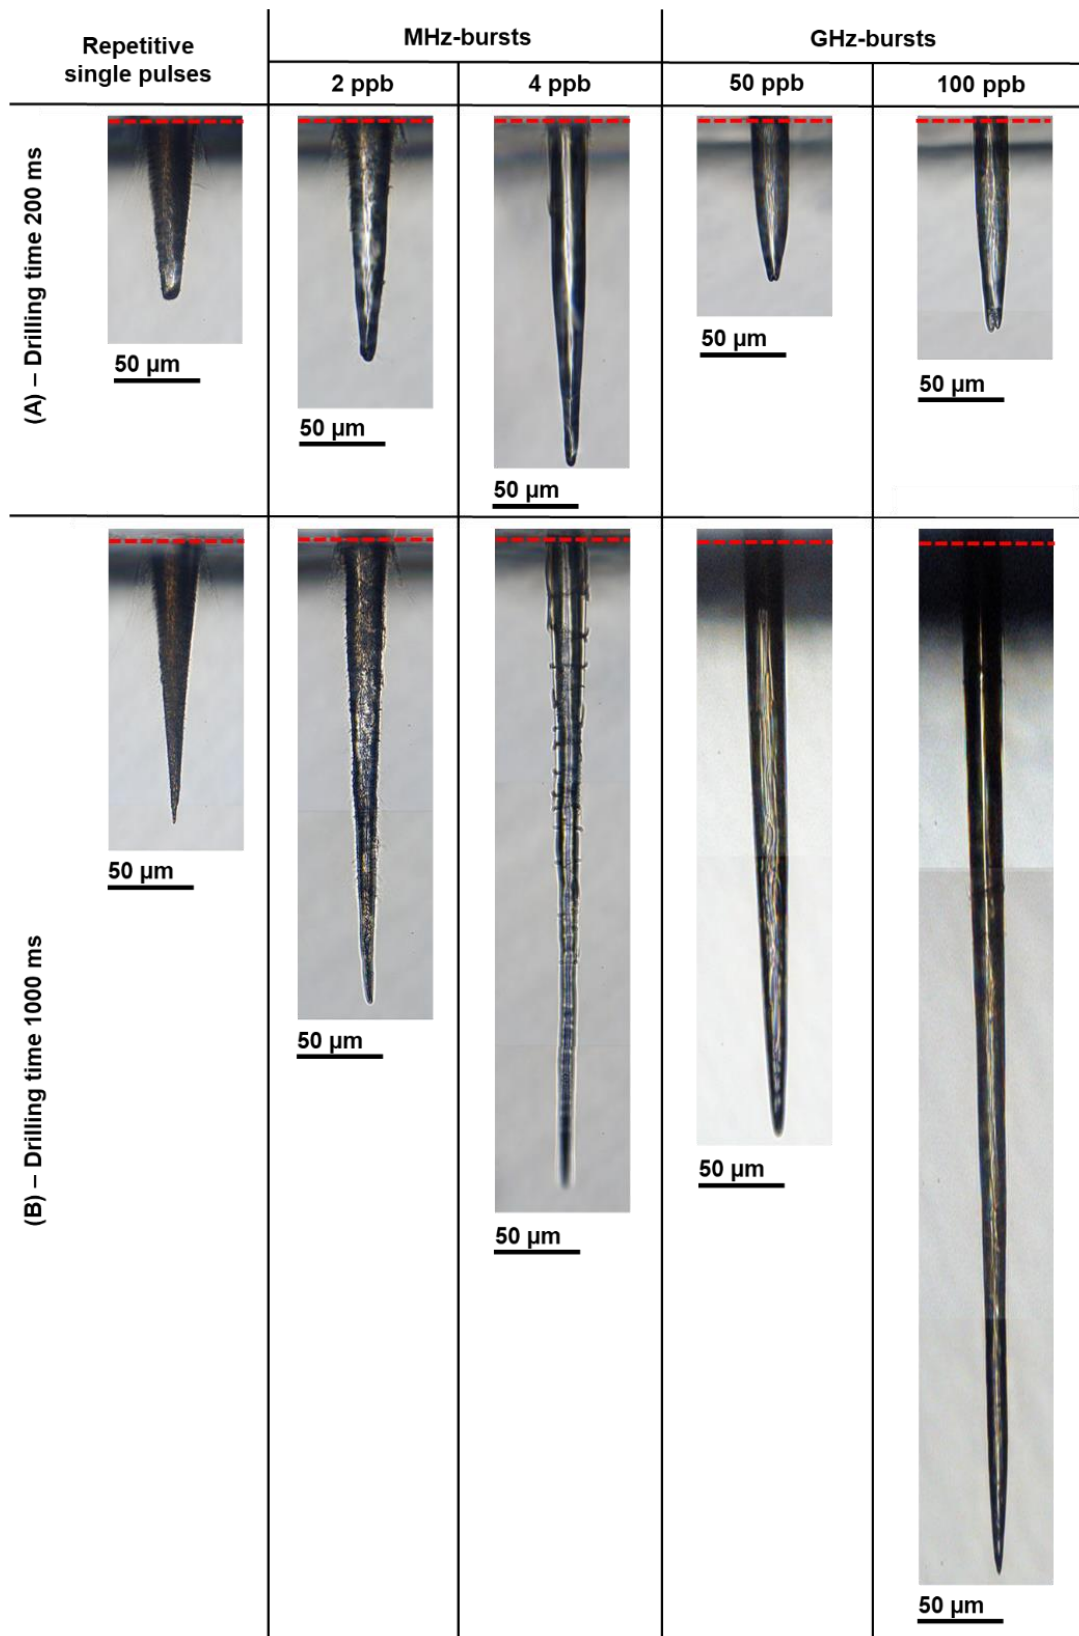 Repetitive
single pulses
MHz-bursts
GHz-bursts
2 ppb
4 ppb
50 ppb
100 ppb
(A) – Drilling time 200 ms
50 µm
50 µm
50 µm
50 µm
50 µm
(B) – Drilling time 1000 ms
50 µm
50 µm
50 µm
50 µm
50 µm